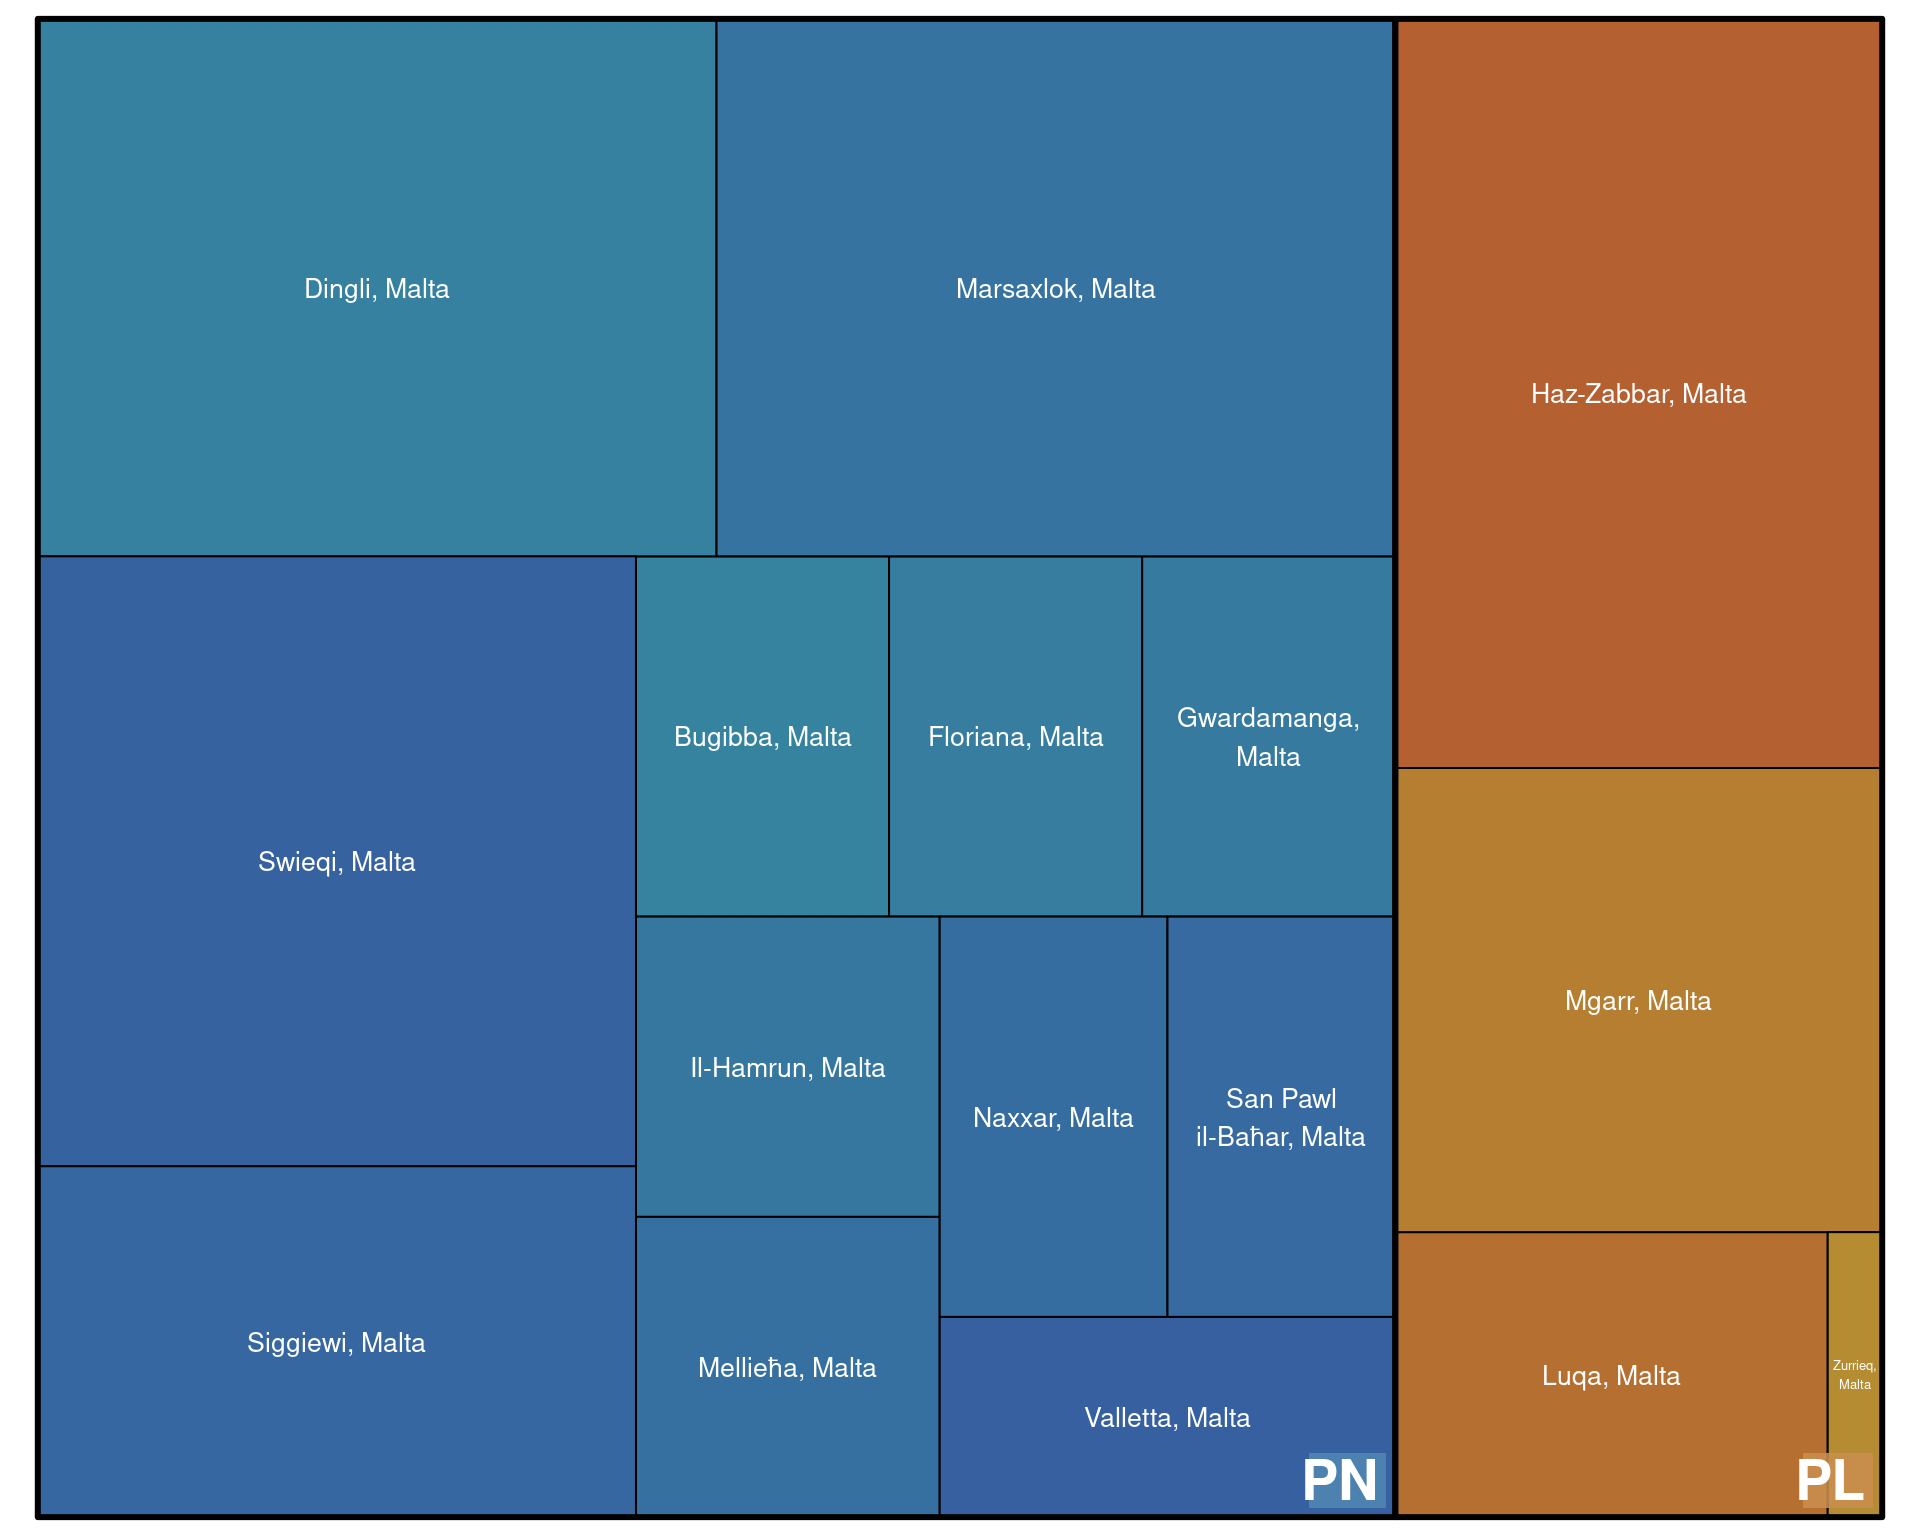 Dingli, Malta
Marsaxlok, Malta
Haz-Zabbar, Malta
Swieqi, Malta
Bugibba, Malta
Floriana, Malta
Gwardamanga,
Malta
Mgarr, Malta
Il-Hamrun, Malta
Naxxar, Malta
San Pawl
il-Baħar, Malta
Siggiewi, Malta
Mellieħa, Malta
Valletta, Malta
Luqa, Malta
Zurrieq,
Malta
PN
PL